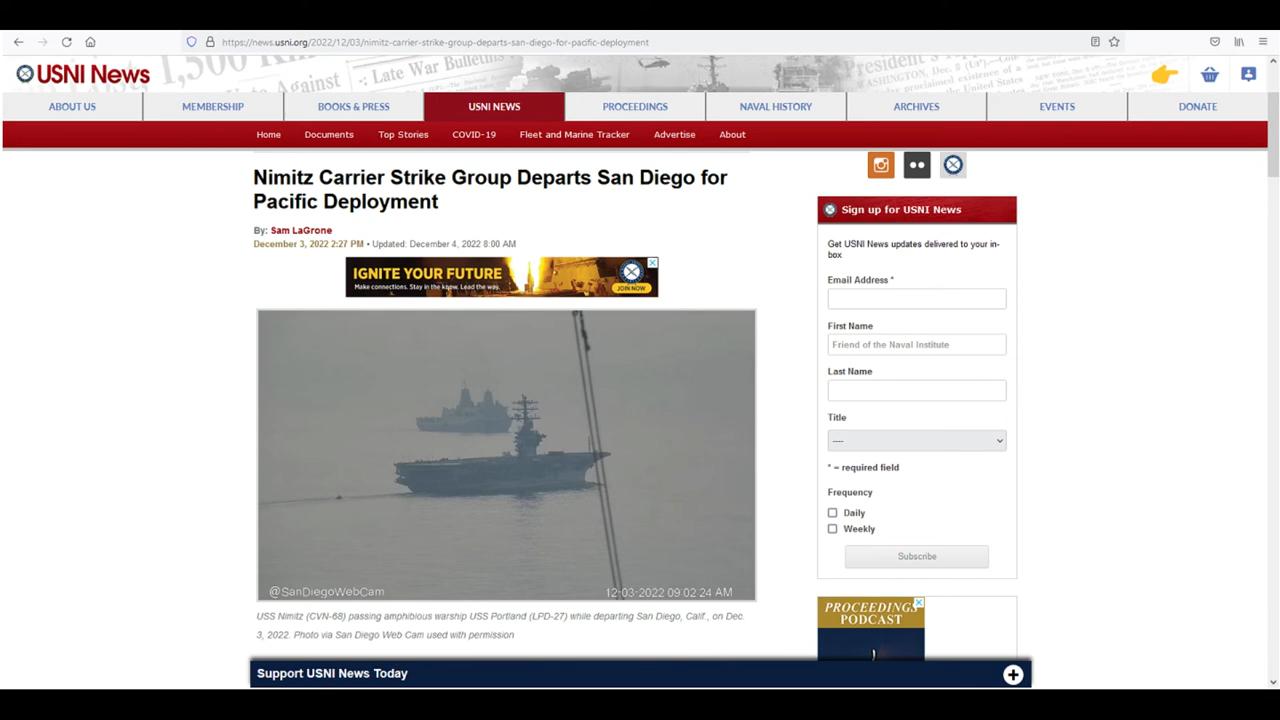 https://news.usni.org/2022/12/03/nimitz-carrier-strike-group-departs-san-diego-for-pacific-deployment
USNI News
1,500
Against
Late War Bulletins
President's
ABOUT US
MEMBERSHIP
BOOKS & PRESS
USNI NEWS
PROCEEDINGS
NAVAL HISTORY
ARCHIVES
EVENTS
DONATE
Home
Documents
Top Stories
COVID-19
Fleet and Marine Tracker
Advertise
About
Nimitz Carrier Strike Group Departs San Diego for
Pacific Deployment
By: Sam LaGrone
December 3, 2022 2:27 PM • Updated: December 4, 2022 8:00 AM
IGNITE YOUR FUTURE
Make connections. Stay in the know. Lead the way.
JOIN NOW
@SanDiegoWebCam
12-03-2022 09:02:24 AM
USS Nimitz (CVN-68) passing amphibious warship USS Portland (LPD-27) while departing San Diego, Calif., on Dec.
3, 2022. Photo via San Diego Web Cam used with permission
Support USNI News Today
Sign up for USNI News
Get USNI News updates delivered to your in-
box
Email Address *
First Name
Friend of the Naval Institute
Last Name
Title
----
* = required field
Frequency
Daily
Weekly
Subscribe
PROCEEDINGS
PODCAST